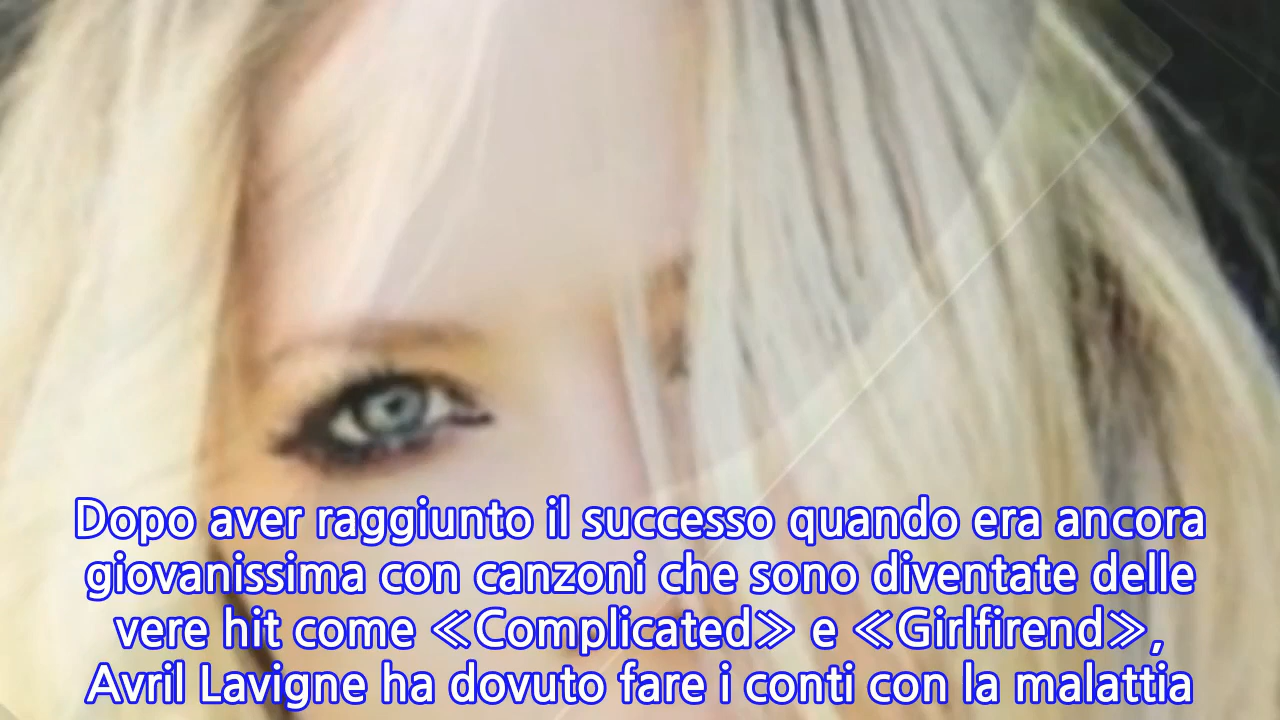 Dopo aver raggiunto il successo quando era ancora
giovanissima con canzoni che sono diventate delle
vere hit come ≪Complicated≫ e ≪Girlfirend≫,
Avril Lavigne ha dovuto fare i conti con la malattia